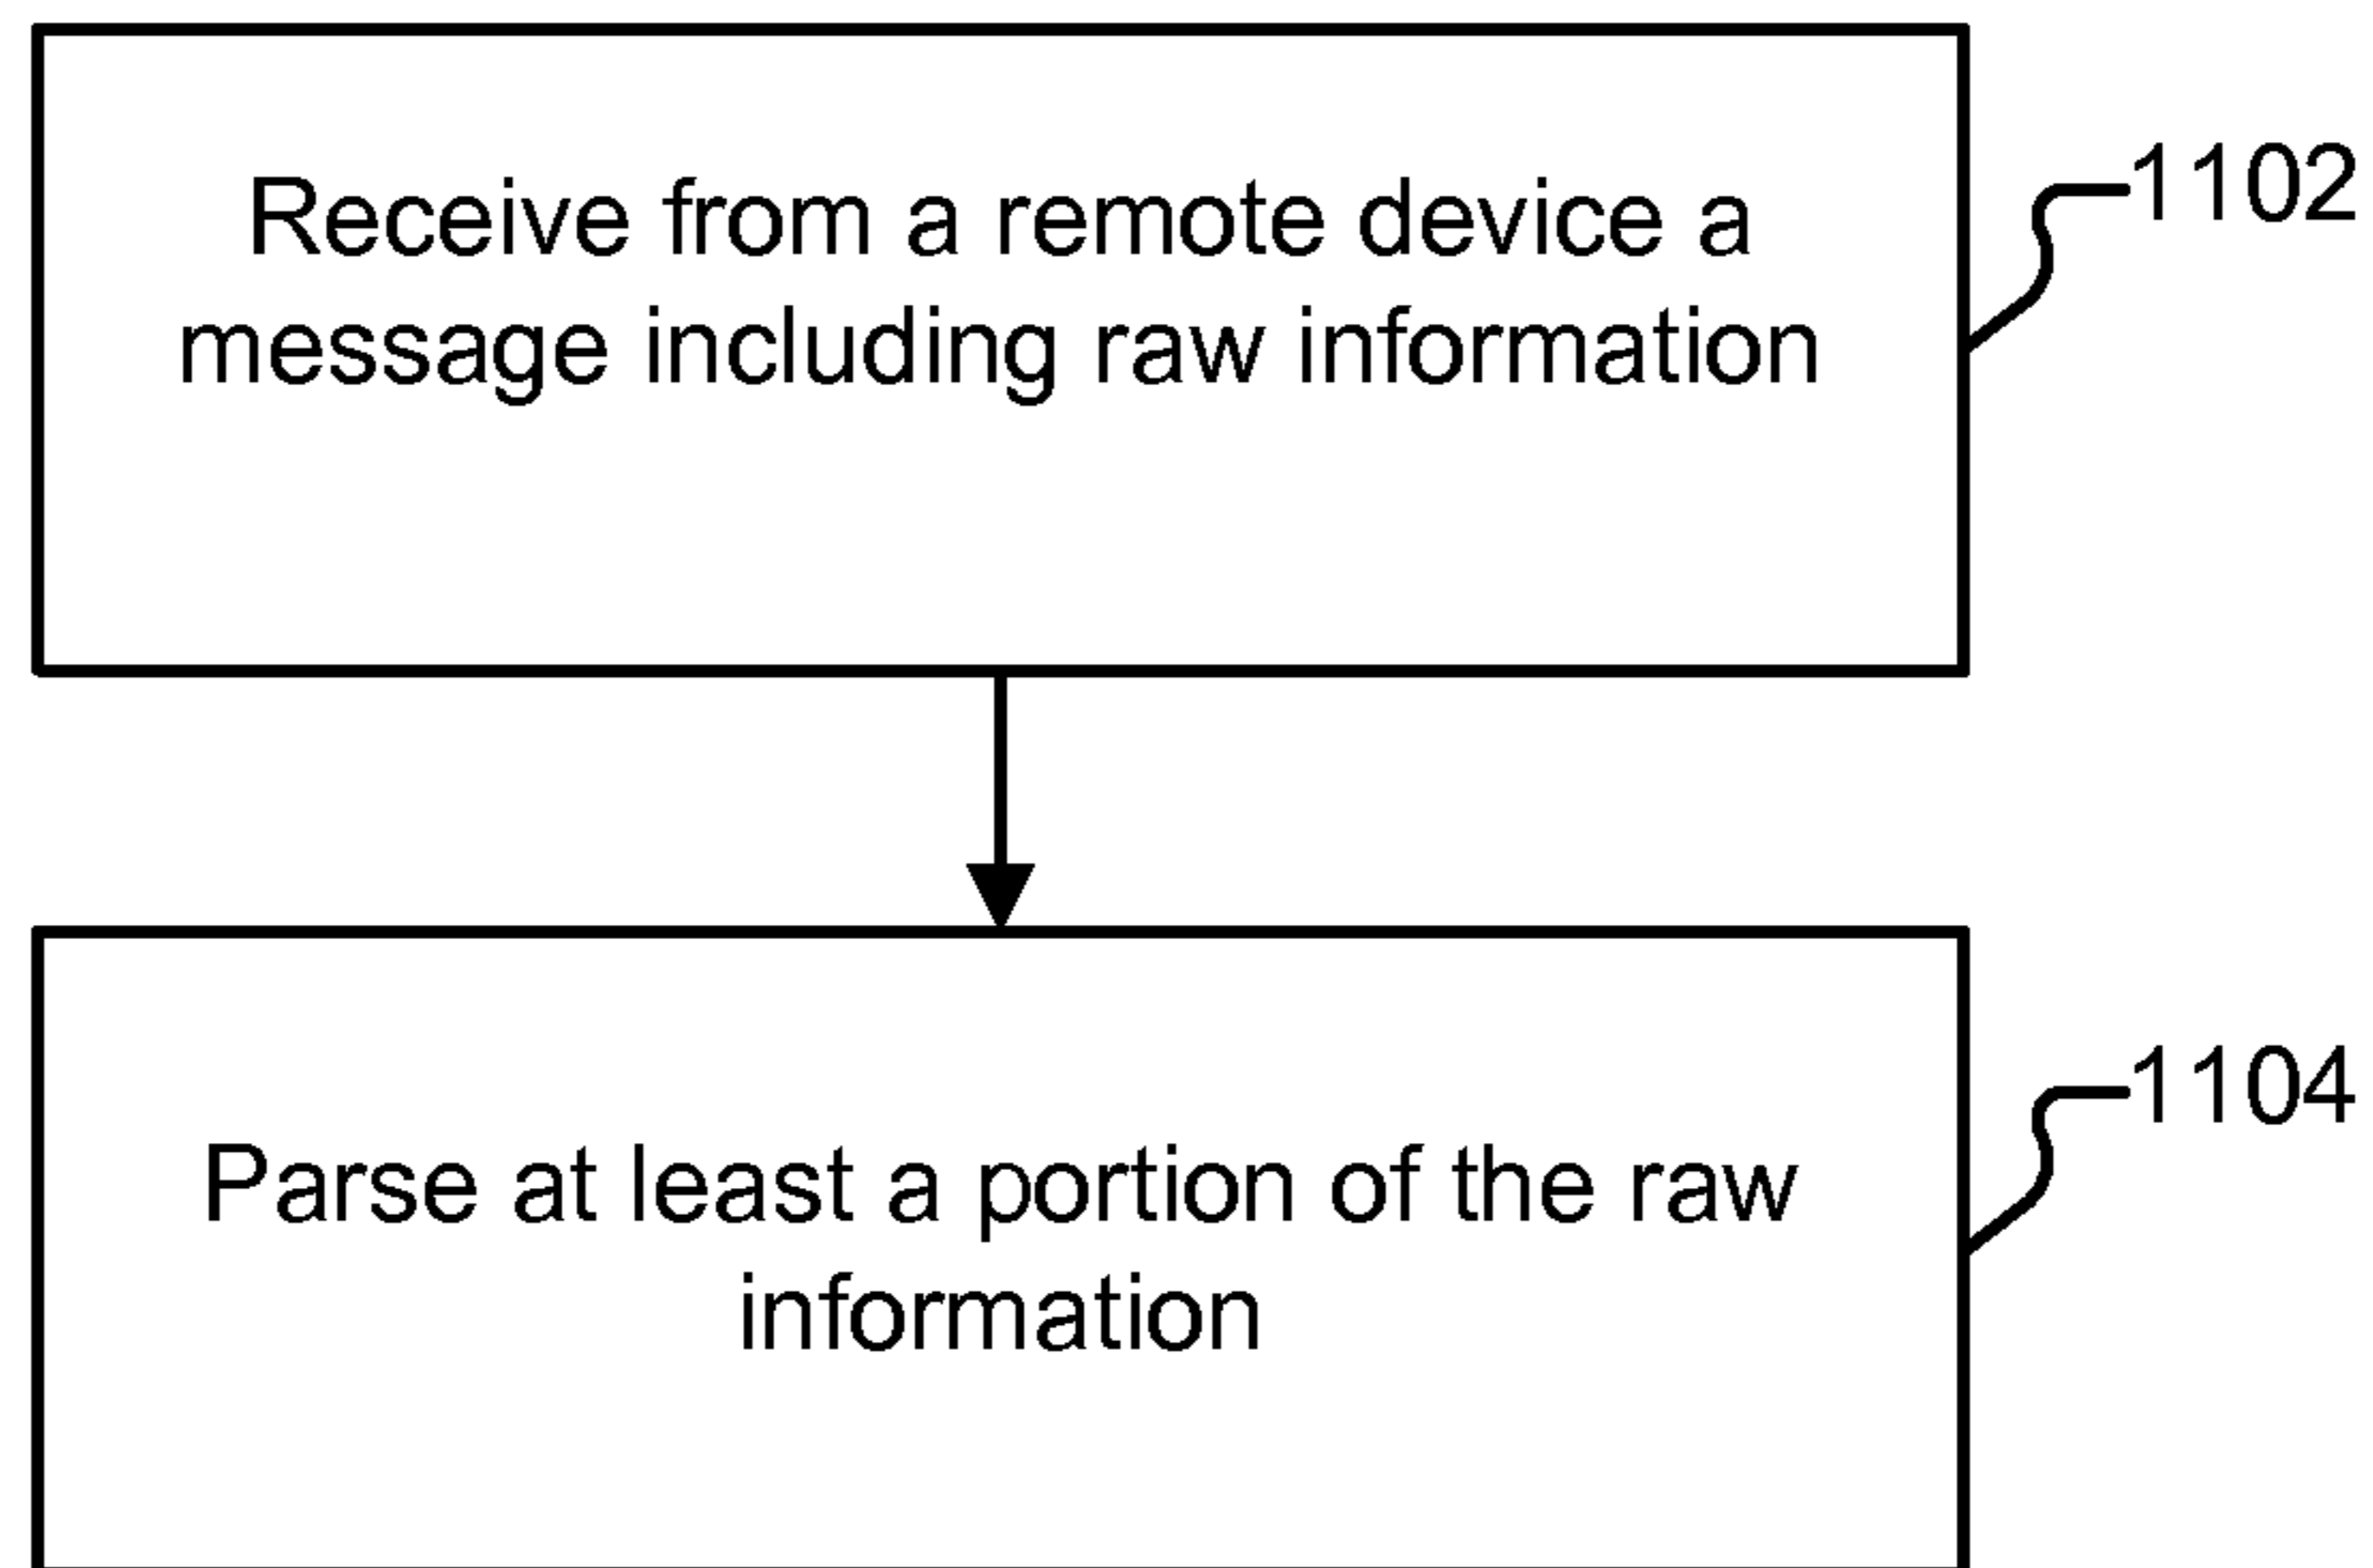 Receive from a remote device a
message including raw information
1102
Parse at least a portion of the raw
information
1104